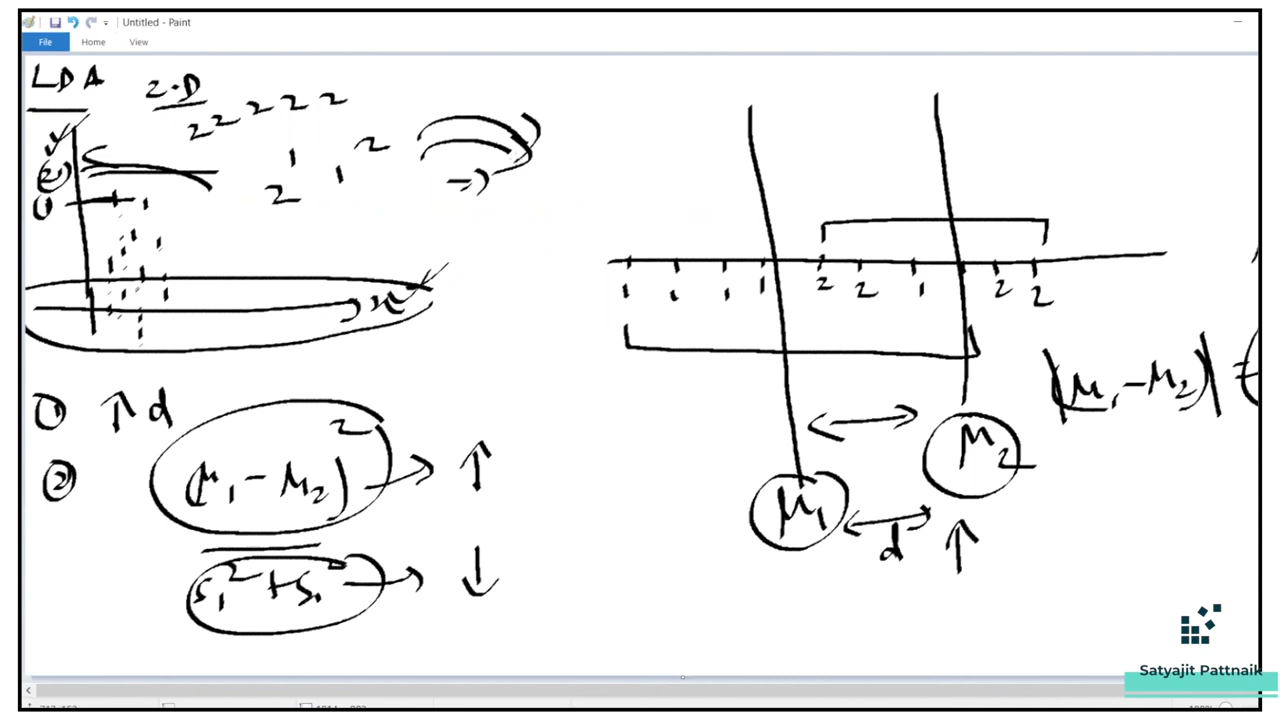 Untitled - Paint
File Home View
LDA
2-D
2 2 2 2 2
1 1 2
2
②
①
x
1 1 1 1 2 2 1 2 2
① ↑ d
②
(μ₁ - μ₂)² → ↑
s₁² + s₁² → ↓
|μ₁ - μ₂| =
μ₂
μ₁
d ↑
Satyajit Pattnaik